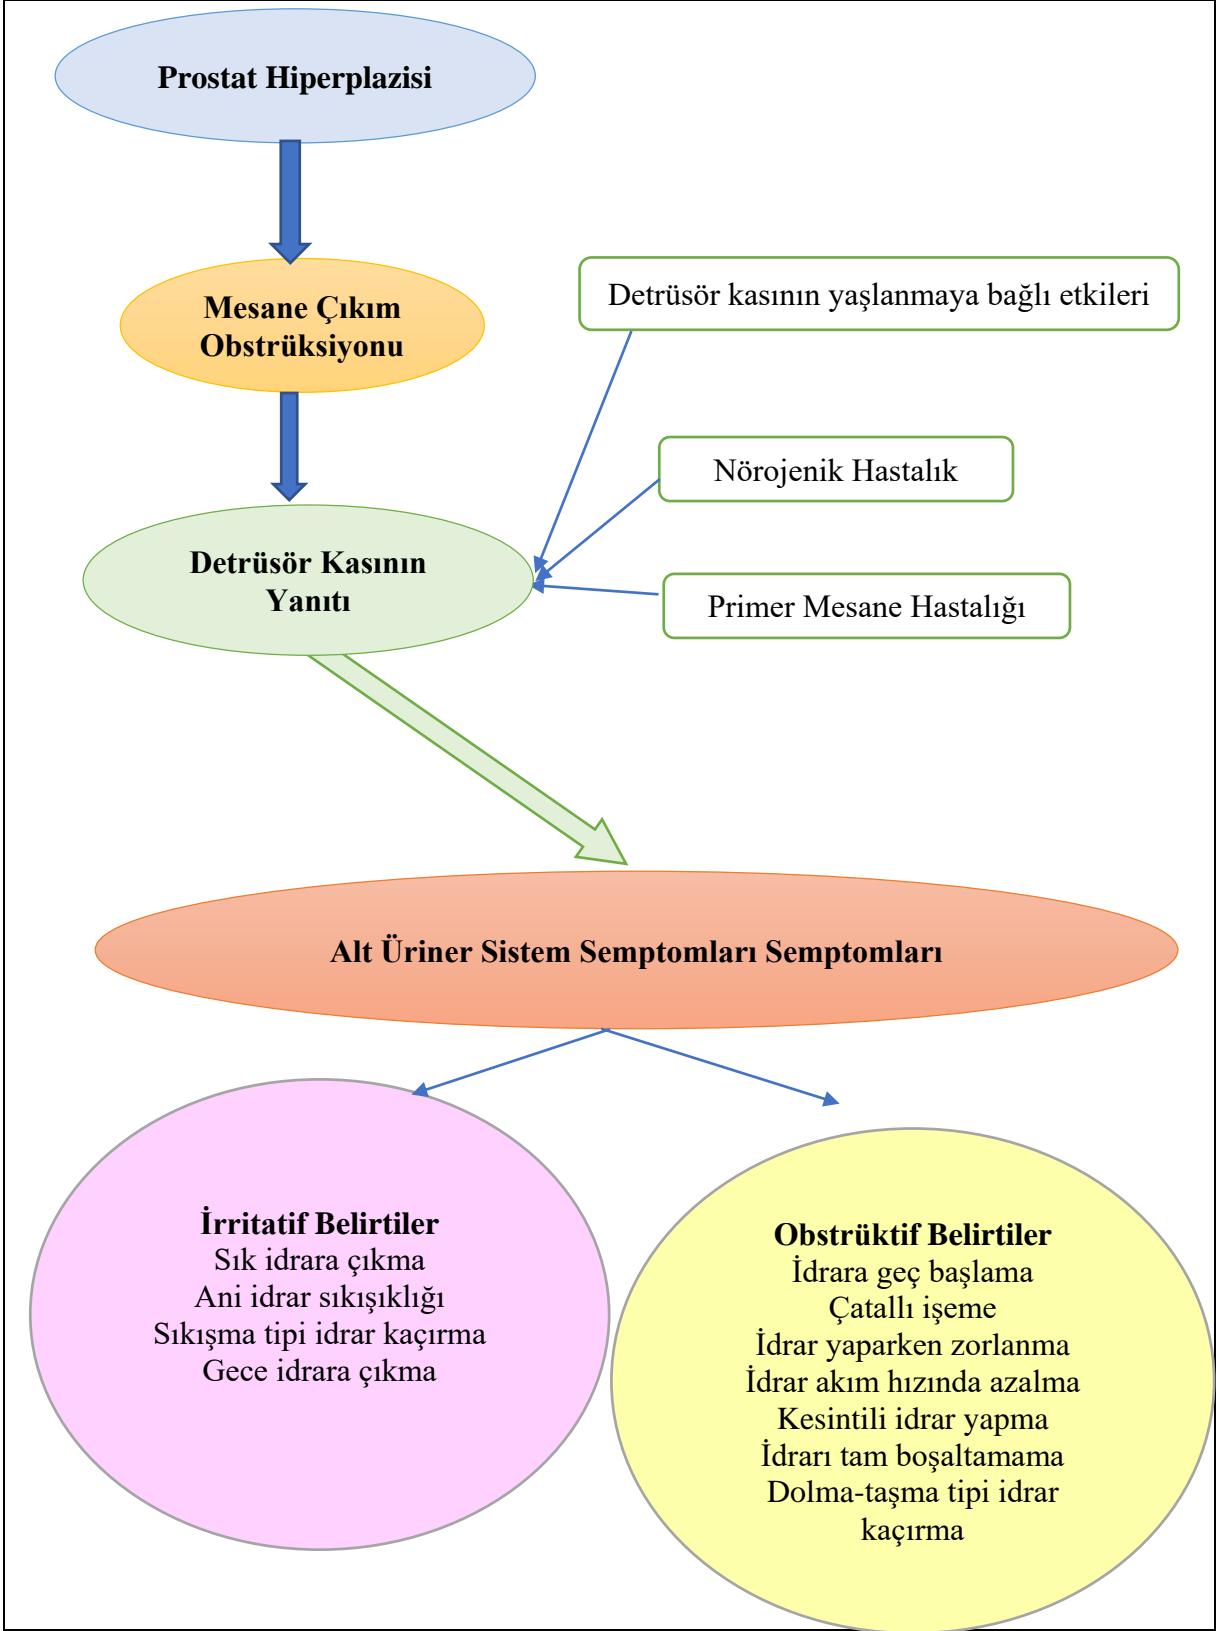 Prostat Hiperplazisi
Mesane Çıkım
Obstrüksiyonu
Detrüsör kasının yaşlanmaya bağlı etkileri
Nörojenik Hastalık
Detrüsör Kasının
Yanıtı
Primer Mesane Hastalığı
Alt Üriner Sistem Semptomları Semptomları
İrritatif Belirtiler
Sık idrara çıkma
Ani idrar sıkışıklığı
Sıkışma tipi idrar kaçırma
Gece idrara çıkma
Obstrüktif Belirtiler
İdrara geç başlama
Çatallı işeme
İdrar yaparken zorlanma
İdrar akım hızında azalma
Kesintili idrar yapma
İdrarı tam boşaltamama
Dolma-taşma tipi idrar
kaçırma